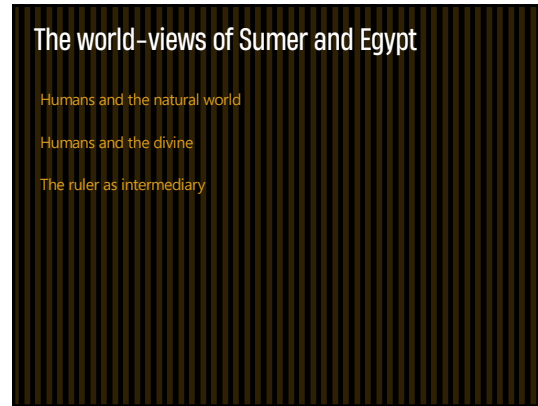 The world-views of Sumer and Egypt
Humans and the natural world
Humans and the divine
The ruler as intermediary